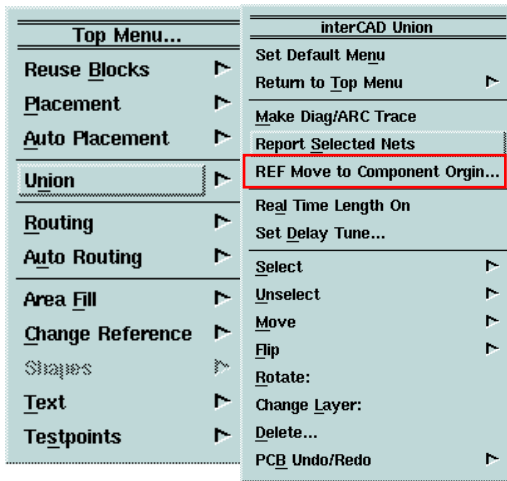 Top Menu...
Reuse Blocks
Placement
Auto Placement
Union
Routing
Auto Routing
Area Fill
Change Reference
Shapes
Text
Testpoints
interCAD Union
Set Default Menu
Return to Top Menu
Make Diag/ARC Trace
Report Selected Nets
REF Move to Component Orgin...
Real Time Length On
Set Delay Tune...
Select
Unselect
Move
Flip
Rotate:
Change Layer:
Delete...
PCB Undo/Redo